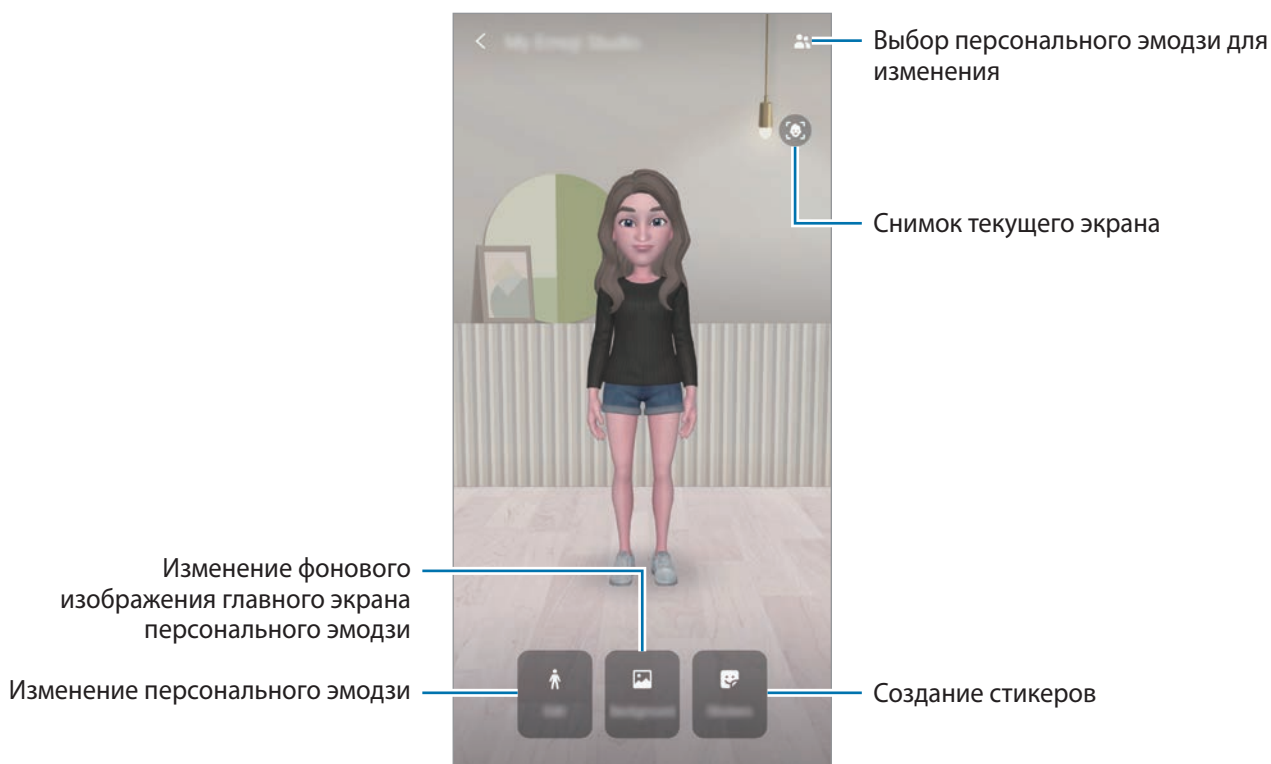 Выбор персонального эмодзи для
изменения
Снимок текущего экрана
Изменение фонового
изображения главного экрана
персонального эмодзи
Изменение персонального эмодзи
Создание стикеров